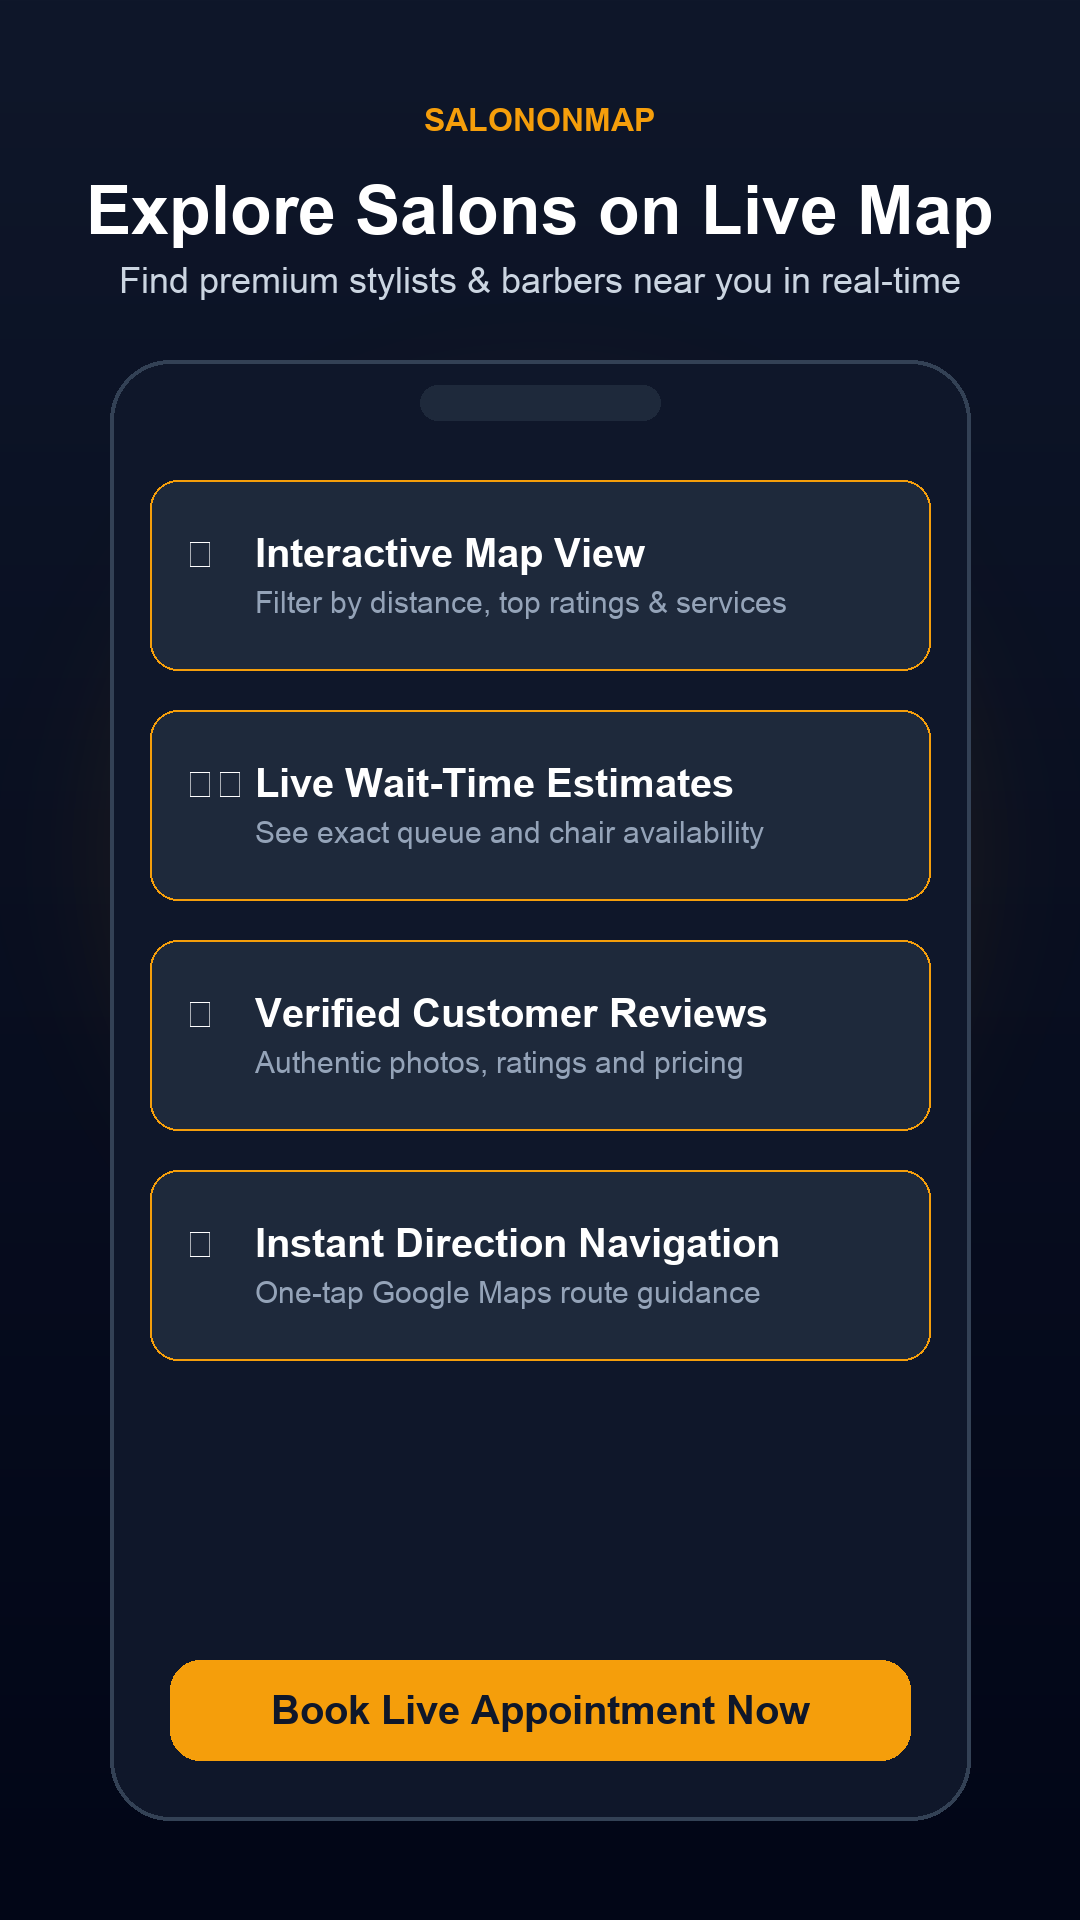 SALONONMAP
Explore Salons on Live Map
Find premium stylists & barbers near you in real-time
Interactive Map View
Filter by distance, top ratings & services
Live Wait-Time Estimates
See exact queue and chair availability
Verified Customer Reviews
Authentic photos, ratings and pricing
Instant Direction Navigation
One-tap Google Maps route guidance
Book Live Appointment Now